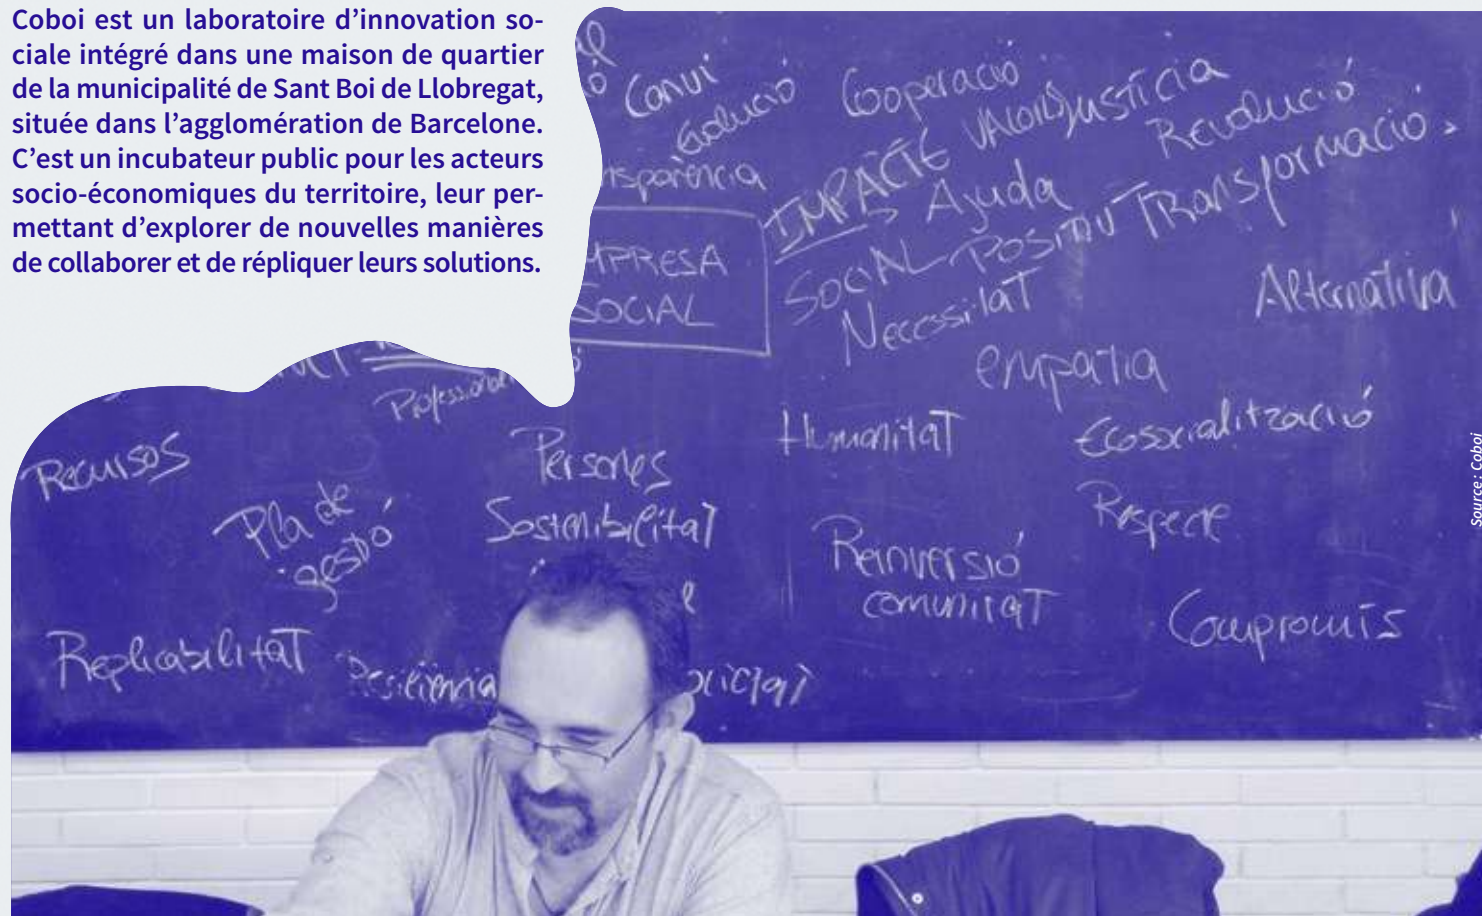 Coboi est un laboratoire d’innovation so-
ciale intégré dans une maison de quartier
de la municipalité de Sant Boi de Llobregat,
située dans l’agglomération de Barcelone.
C’est un incubateur public pour les acteurs
socio-économiques du territoire, leur per-
mettant d’explorer de nouvelles manières
de collaborer et de répliquer leurs solutions.
Canvi
Evolució
Cooperació
VALORS
JUSTÍCIA
Revolució
IMPACTE
Ajuda
SOCIAL POSITIU
TRansformació.
Necessitat
SOCIAL
Alternativa
empatia
Humanitat
Ecosocialització
Recursos
Persones
Sostenibilitat
Pla de
gestió
Respecte
Reinversió
comunitat
Compromís
Replicabilitat
Resiliència
Source : Coboi